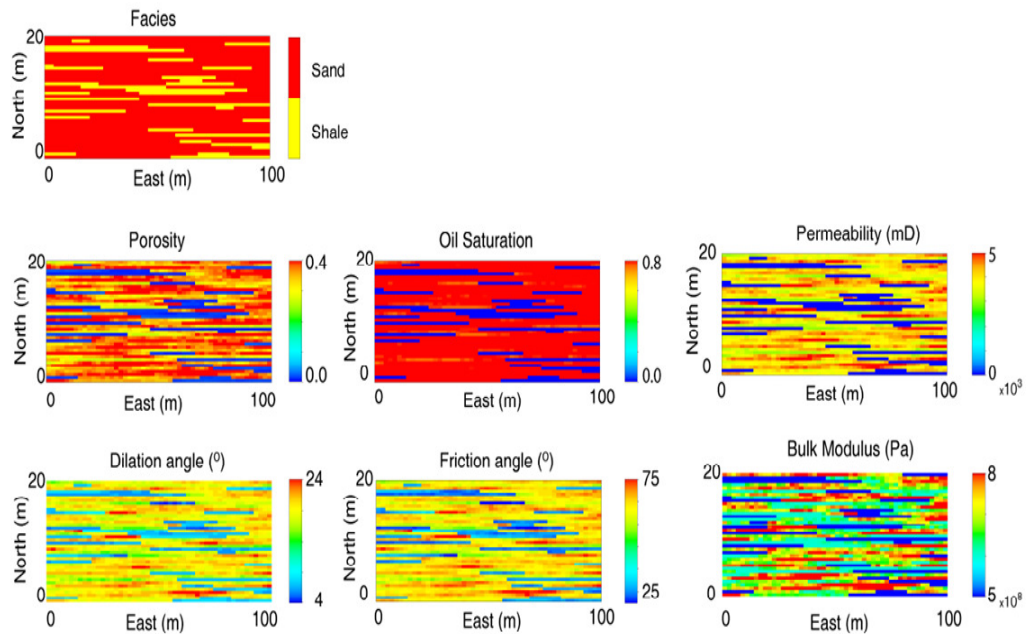 Facies
20
North (m)
0
0
100
East (m)
Sand
Shale
Porosity
20
North (m)
0
0
100
East (m)
0.4
0.0
Oil Saturation
20
North (m)
0
0
100
East (m)
0.8
0.0
Permeability (mD)
20
North (m)
0
0
100
East (m)
5
0
x10³
Dilation angle (⁰)
20
North (m)
0
0
100
East (m)
24
4
Friction angle (⁰)
20
North (m)
0
0
100
East (m)
75
25
Bulk Modulus (Pa)
20
North (m)
0
0
100
East (m)
8
5
x10⁸